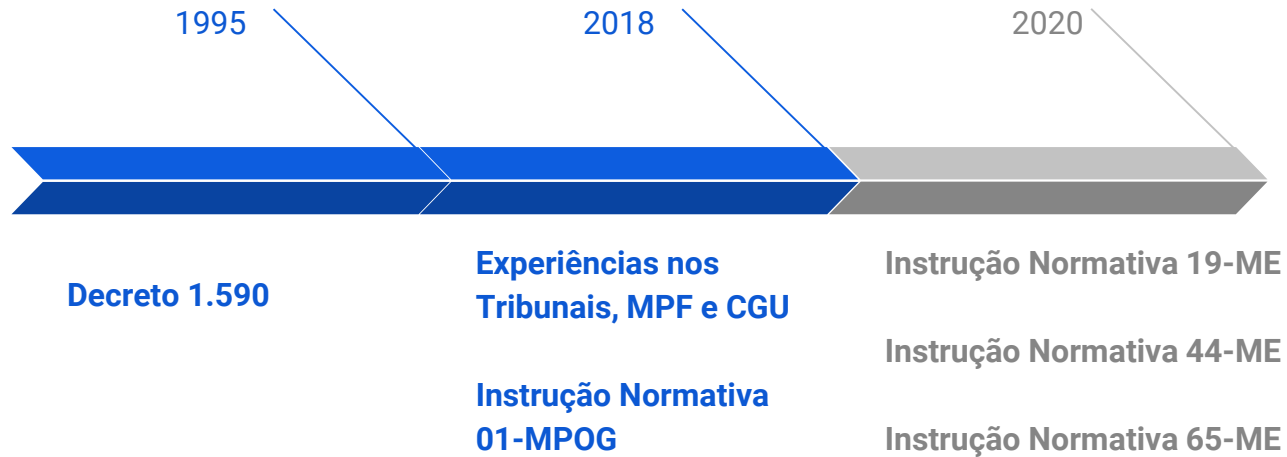 1995
Decreto 1.590
2018
Experiências nos
Tribunais, MPF e CGU
Instrução Normativa
01-MPOG
2020
Instrução Normativa 19-ME
Instrução Normativa 44-ME
Instrução Normativa 65-ME